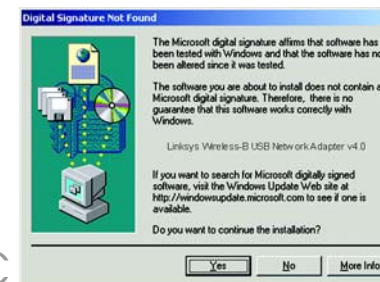 Digital Signature Not Found
The Microsoft digital signature affirms that software has
been tested with Windows and that the software has
been altered since it was tested.
The software you are about to install does not contain
Microsoft digital signature. Therefore, there is no
guarantee that this software works correctly with
Windows.
Linksys Wireless-B USB Network Adapter v4.0
If you want to search for Microsoft digitally signed
software, visit the Windows Update Web site at
http://windowsupdate.microsoft.com to see if one is
available.
Do you want to continue the installation?
Yes No More Info